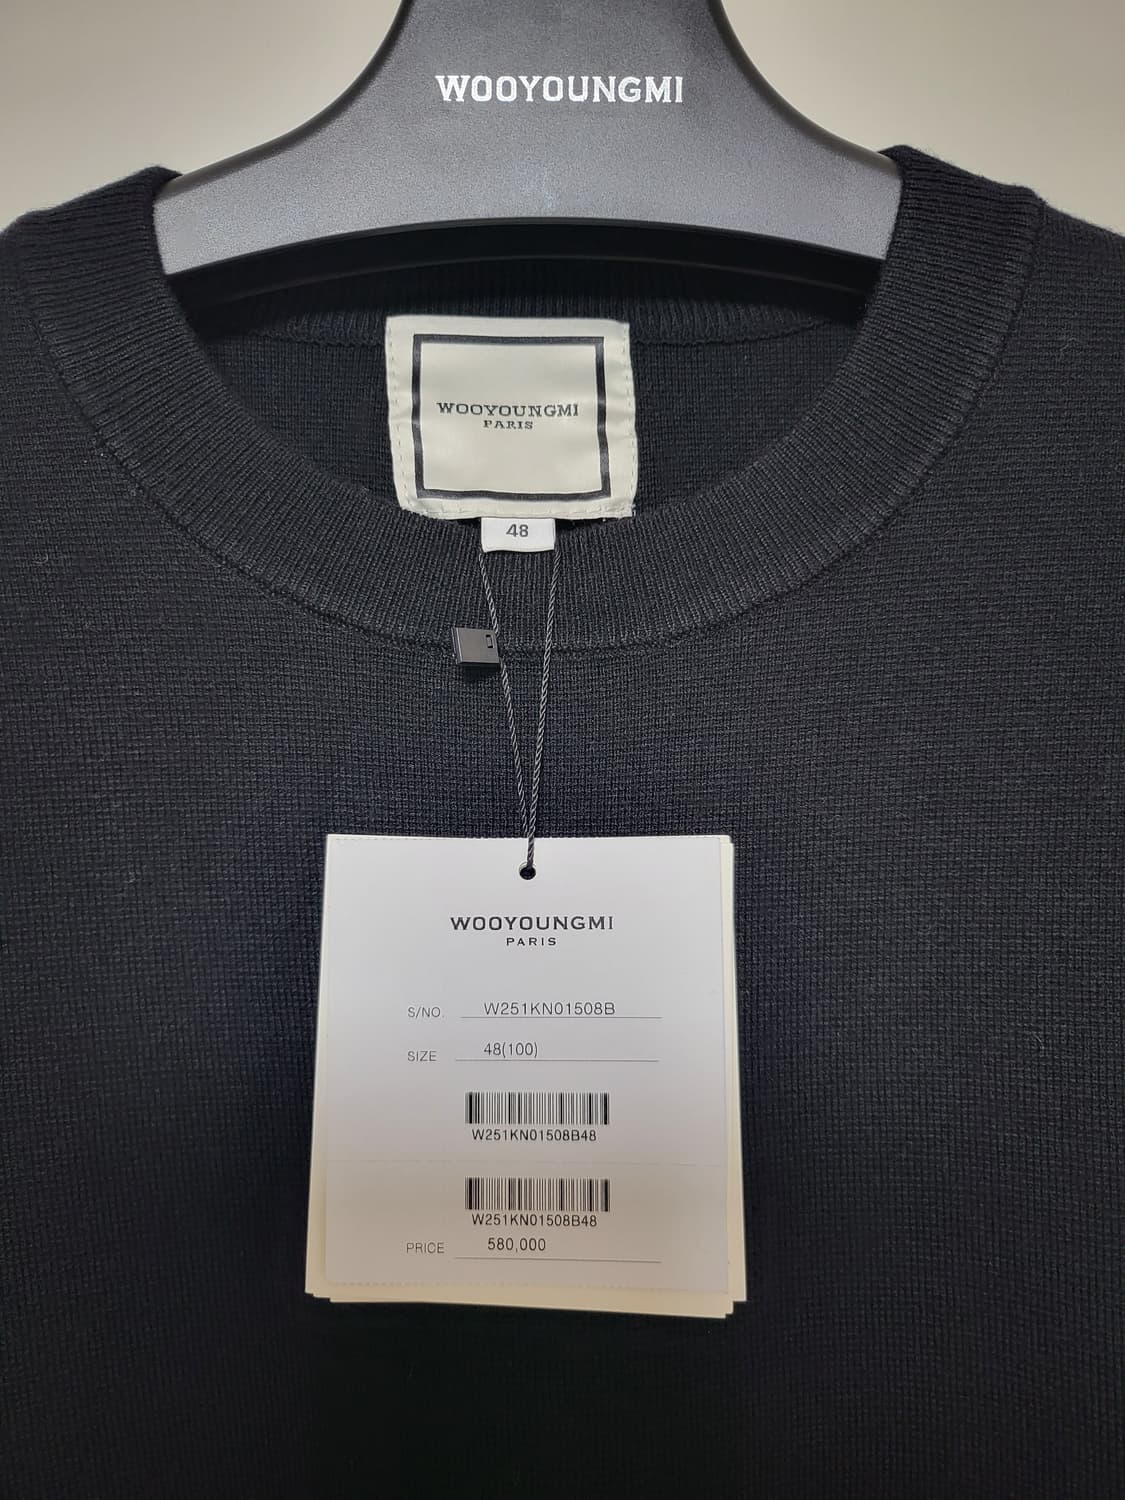 WOOYOUNGMI
WOOYOUNGMI
PARIS
48
WOOYOUNGMI
PARIS
S/NO. W251KN01508B
SIZE 48(100)
W251KN01508B48
W251KN01508B48
PRICE 580,000